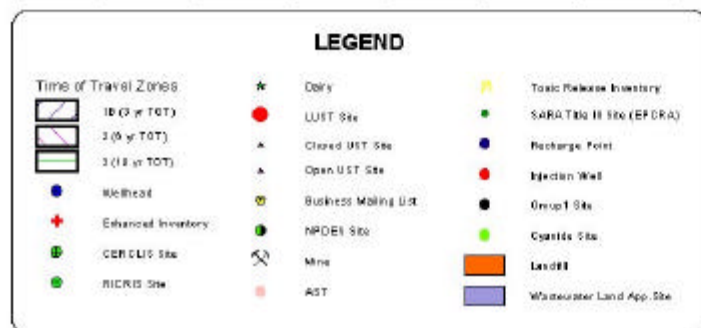 LEGEND
Time of Travel Zones
1B (3 yr TOT)
2 (6 yr TOT)
3 (10 yr TOT)
Wellhead
Enhanced Inventory
CERCLIS Site
RICRIS Site
Dairy
LUST Site
Closed UST Site
Open UST Site
Business Mailing List
NPDES Site
Mine
AST
Toxic Release Inventory
SARA Title III Site (EPCRA)
Recharge Point
Injection Well
Group1 Site
Cyanide Site
Landfill
Wastewater Land App. Site